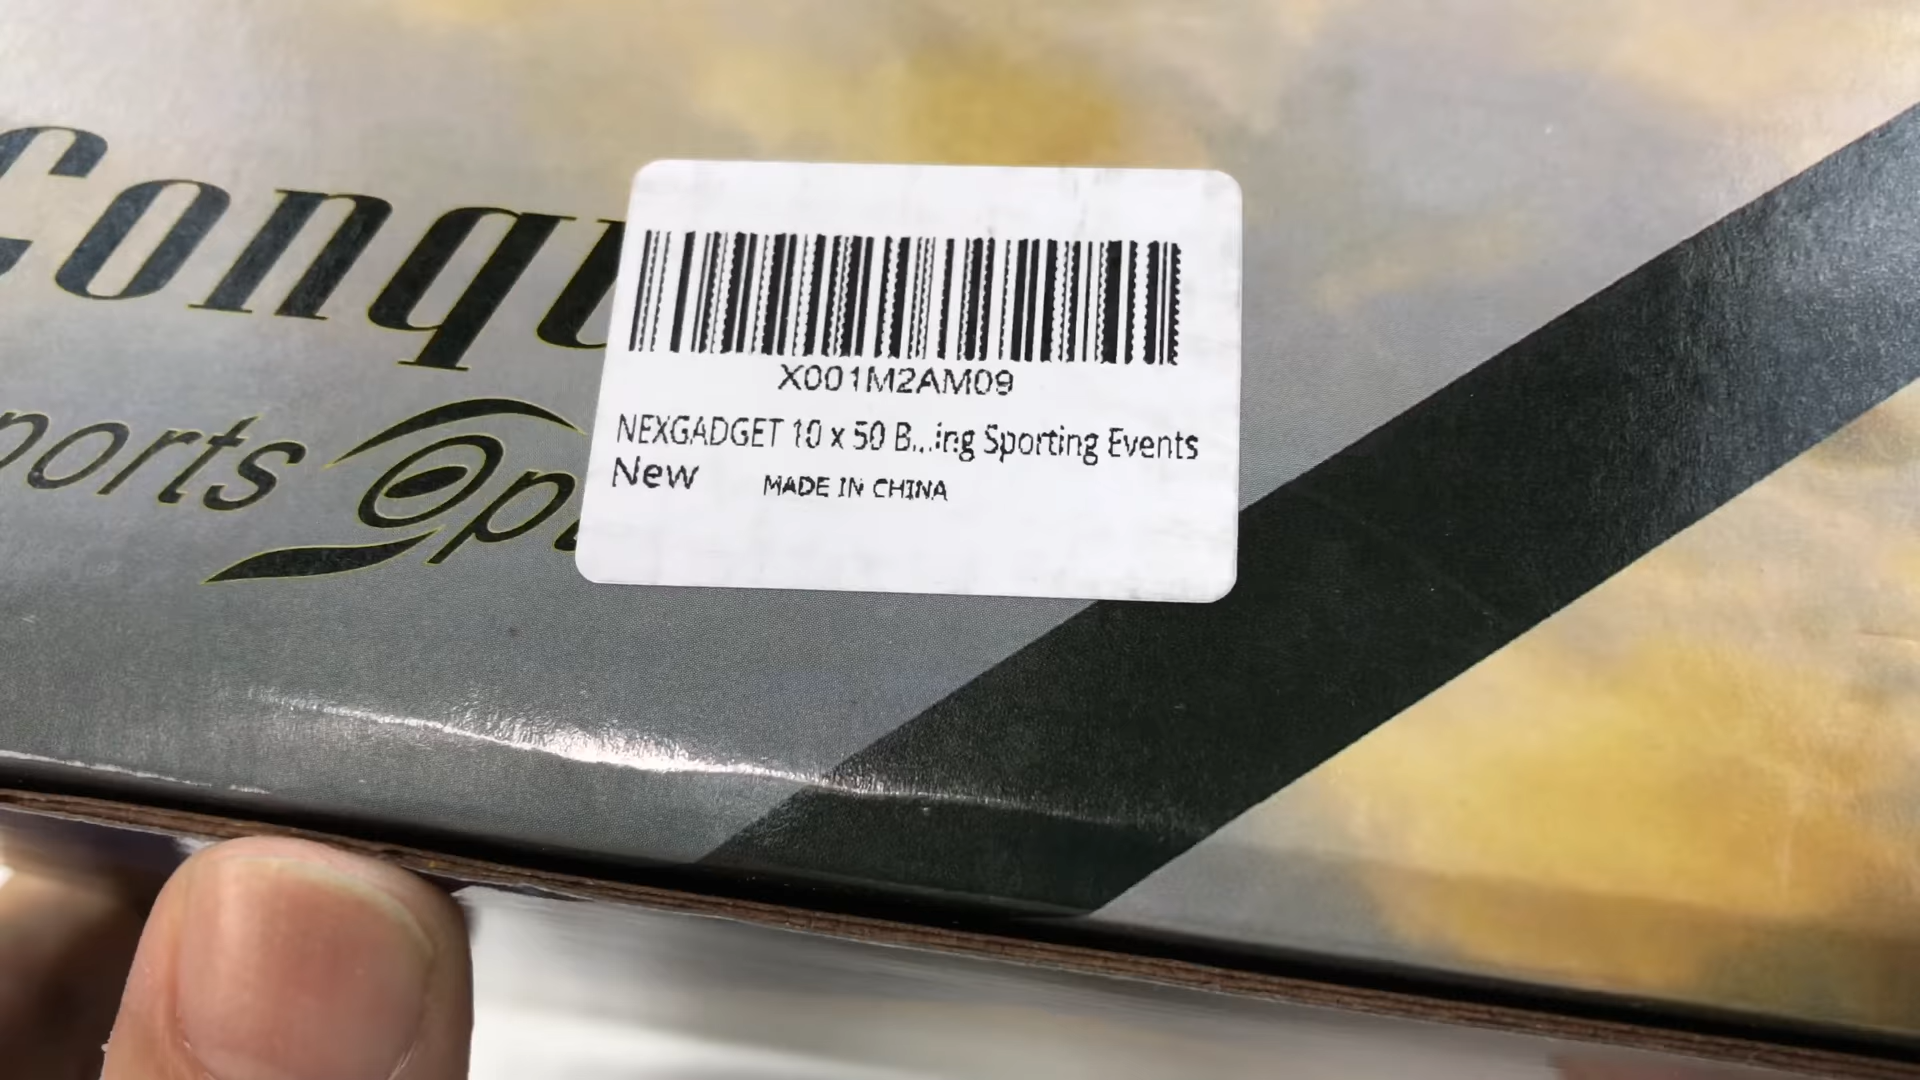 Conqu
ports Op
X001M2AM09
NEXGADGET 10 x 50 B...ing Sporting Events
New MADE IN CHINA